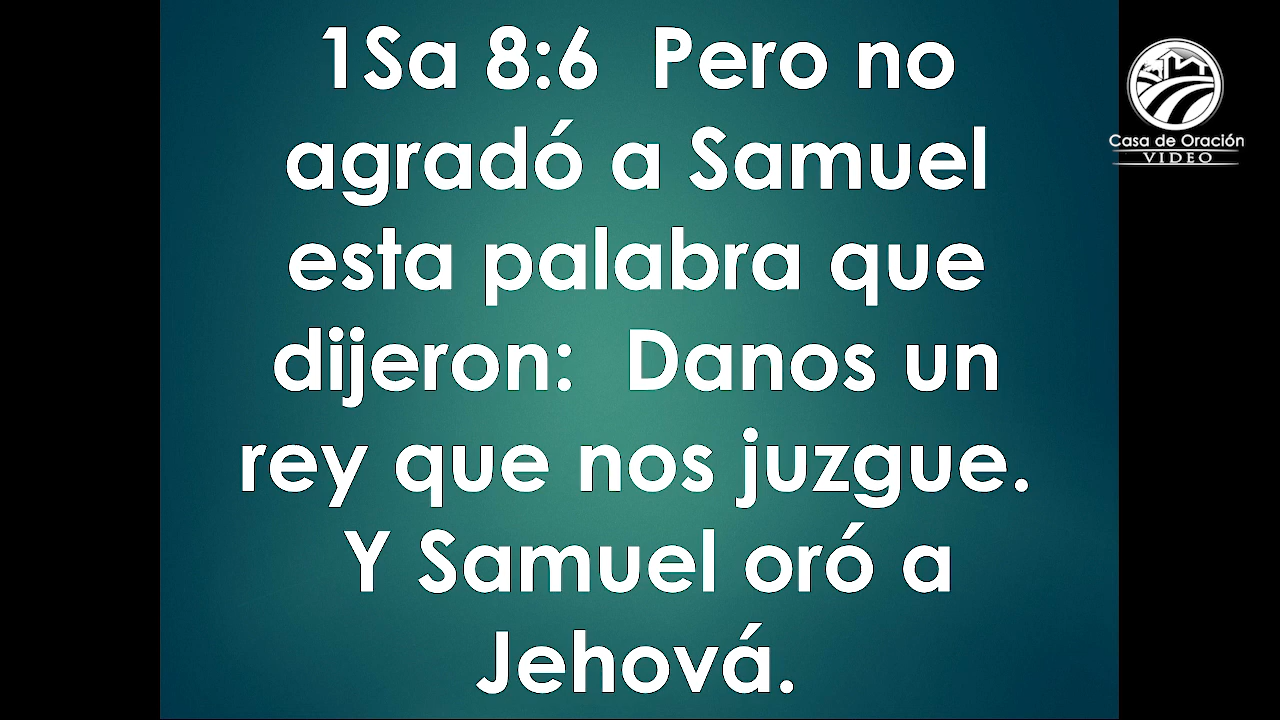 1Sa 8:6  Pero no
agradó a Samuel
esta palabra que
dijeron:  Danos un
rey que nos juzgue.
Y Samuel oró a
Jehová.
Casa de Oración
VIDEO